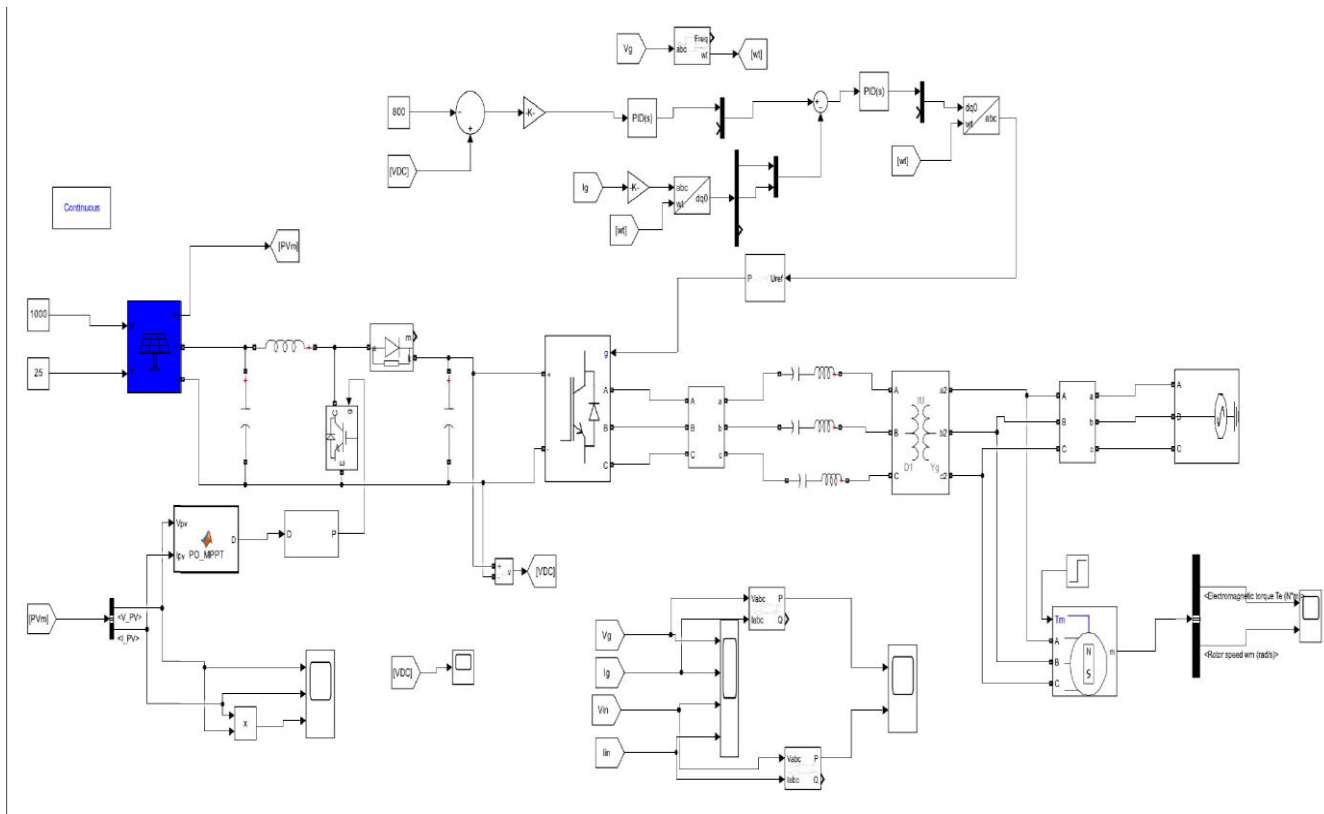 Vg
abc
Freq
wt
[wt]
800
-K-
PID(s)
PID(s)
dq0
wt
abc
[VDC]
[wt]
Ig
-K-
abc
wt
dq0
[wt]
Continuous
[PVm]
P
Uref
1000
25
m
a
k
g
C
E
g
+
-
A
B
C
A
B
C
a
b
c
A
B
C
D1
Yg
a2
b2
c2
A
B
C
a
b
c
A
B
C
Vpv
Ipv
PO_MPPT
D
D
P
v
[VDC]
[PVm]
<V_PV>
<I_PV>
x
[VDC]
Vg
Ig
Vin
Iin
Vabc
Iabc
P
Q
Vabc
Iabc
P
Q
Tm
A
B
C
N
S
m
<Electromagnetic torque Te (N*m)>
<Rotor speed wm (rad/s)>